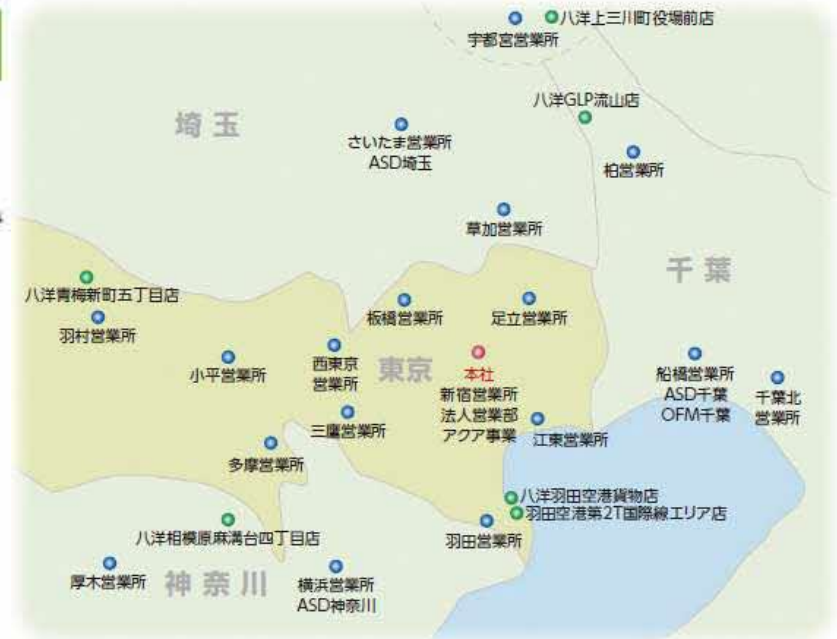 八洋上三川町役場前店
宇都宮営業所
八洋GLP流山店
埼玉
さいたま営業所
ASD埼玉
柏営業所
草加営業所
千葉
八洋青梅新町五丁目店
羽村営業所
板橋営業所
足立営業所
小平営業所
西東京
営業所
東京
本社
新宿営業所
法人営業部
アクア事業
船橋営業所
ASD千葉
OFM千葉
千葉北
営業所
三鷹営業所
江東営業所
多摩営業所
八洋羽田空港貨物店
羽田空港第2T国際線エリア店
八洋相模原麻溝台四丁目店
羽田営業所
厚木営業所
神奈川
横浜営業所
ASD神奈川